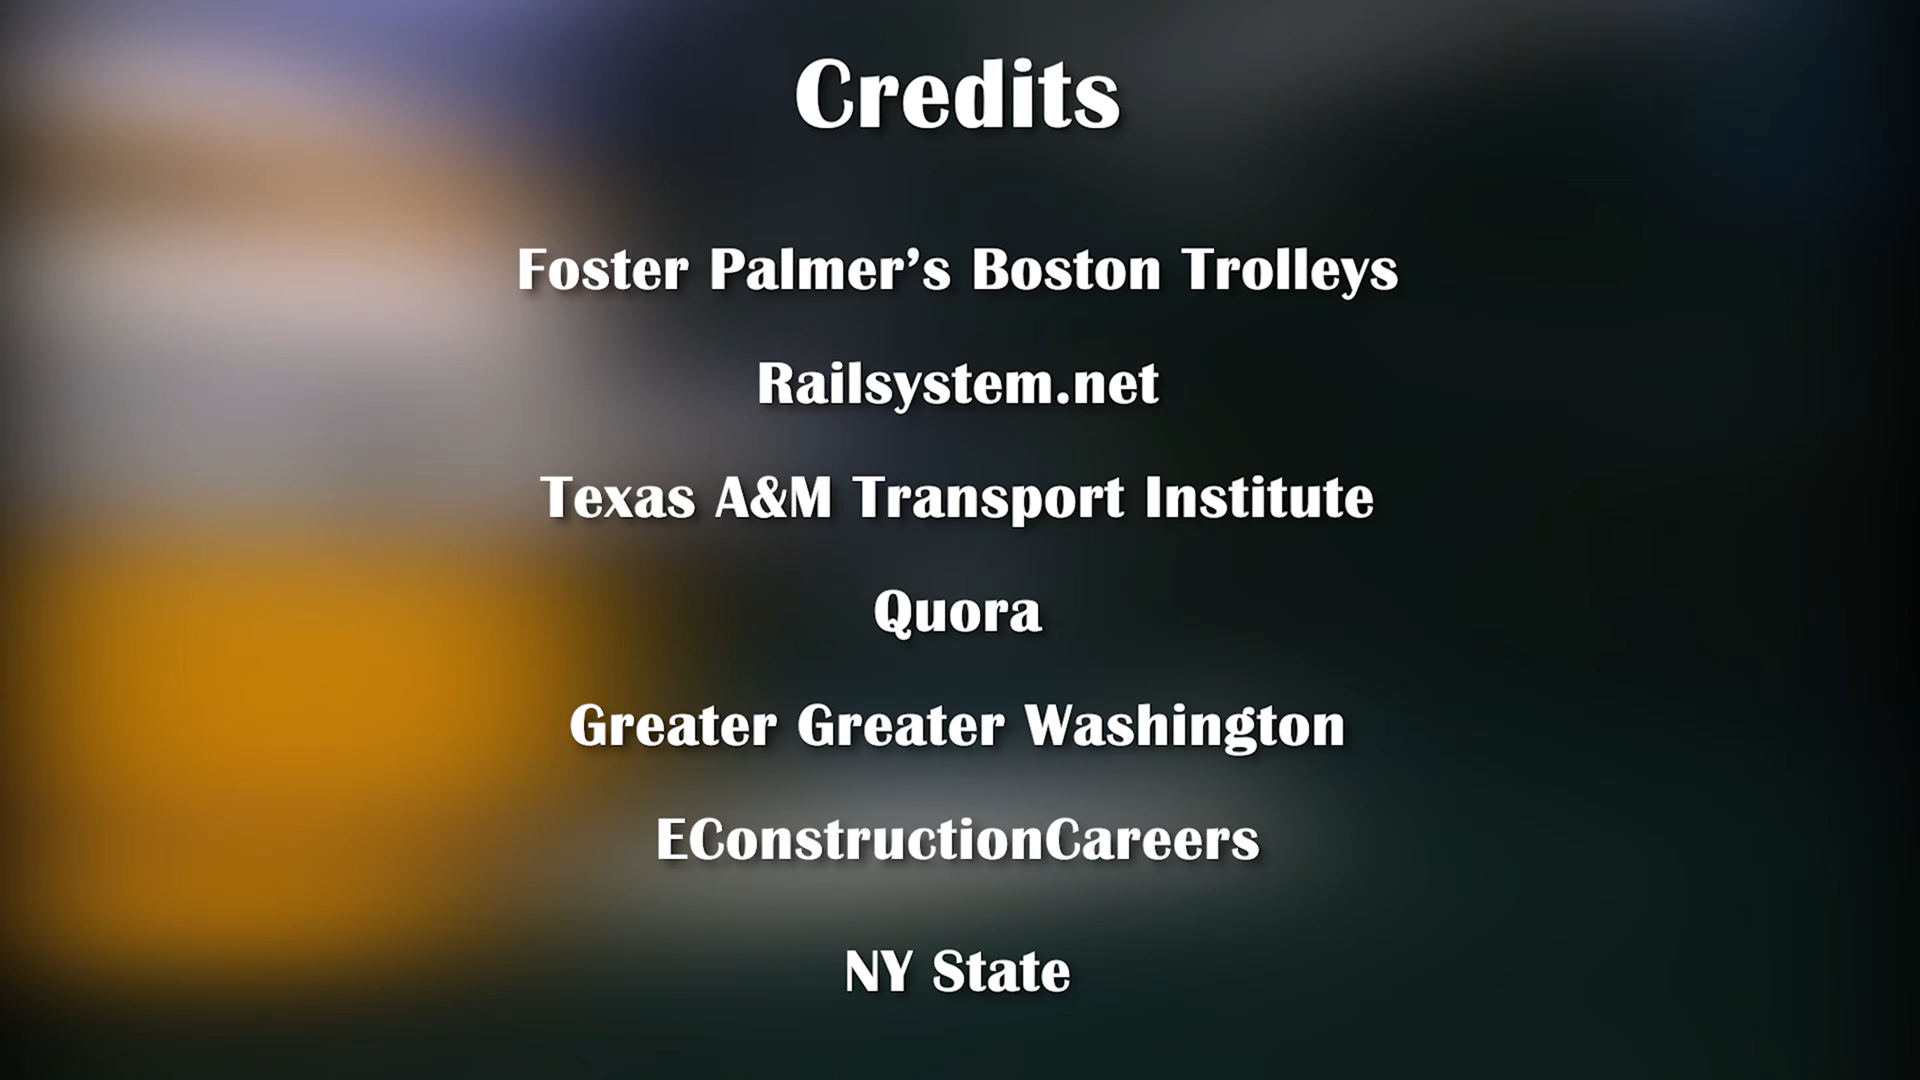 Credits
Foster Palmer’s Boston Trolleys
Railsystem.net
Texas A&M Transport Institute
Quora
Greater Greater Washington
EConstructionCareers
NY State